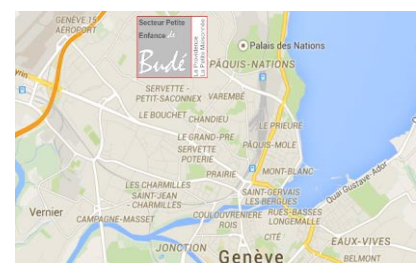 GENÈVE 15
AÉROPORT
Secteur Petite
Enfance de
Budé
La Providence
La Petite Maisonnée
Palais des Nations
PÂQUIS-NATIONS
SERVETTE -
PETIT-SACONNEX
VAREMBÉ
LE BOUCHET
CHANDIEU
LE PRIEURÉ
LE GRAND-PRÉ
SERVETTE
POTERIE
PÂQUIS-MOLE
PRAIRIE
MONT-BLANC
LES CHARMILLES
SAINT-JEAN
- CHARMILLES
SAINT-GERVAIS
LES BERGUES
Quai Gustave-Ador
Vernier
CAMPAGNE-MASSET
COULOUVRENIERE
ROIS
RUES-BASSES
LONGEMALLE
CITÉ
JONCTION
Genève
EAUX-VIVES
BELMONT